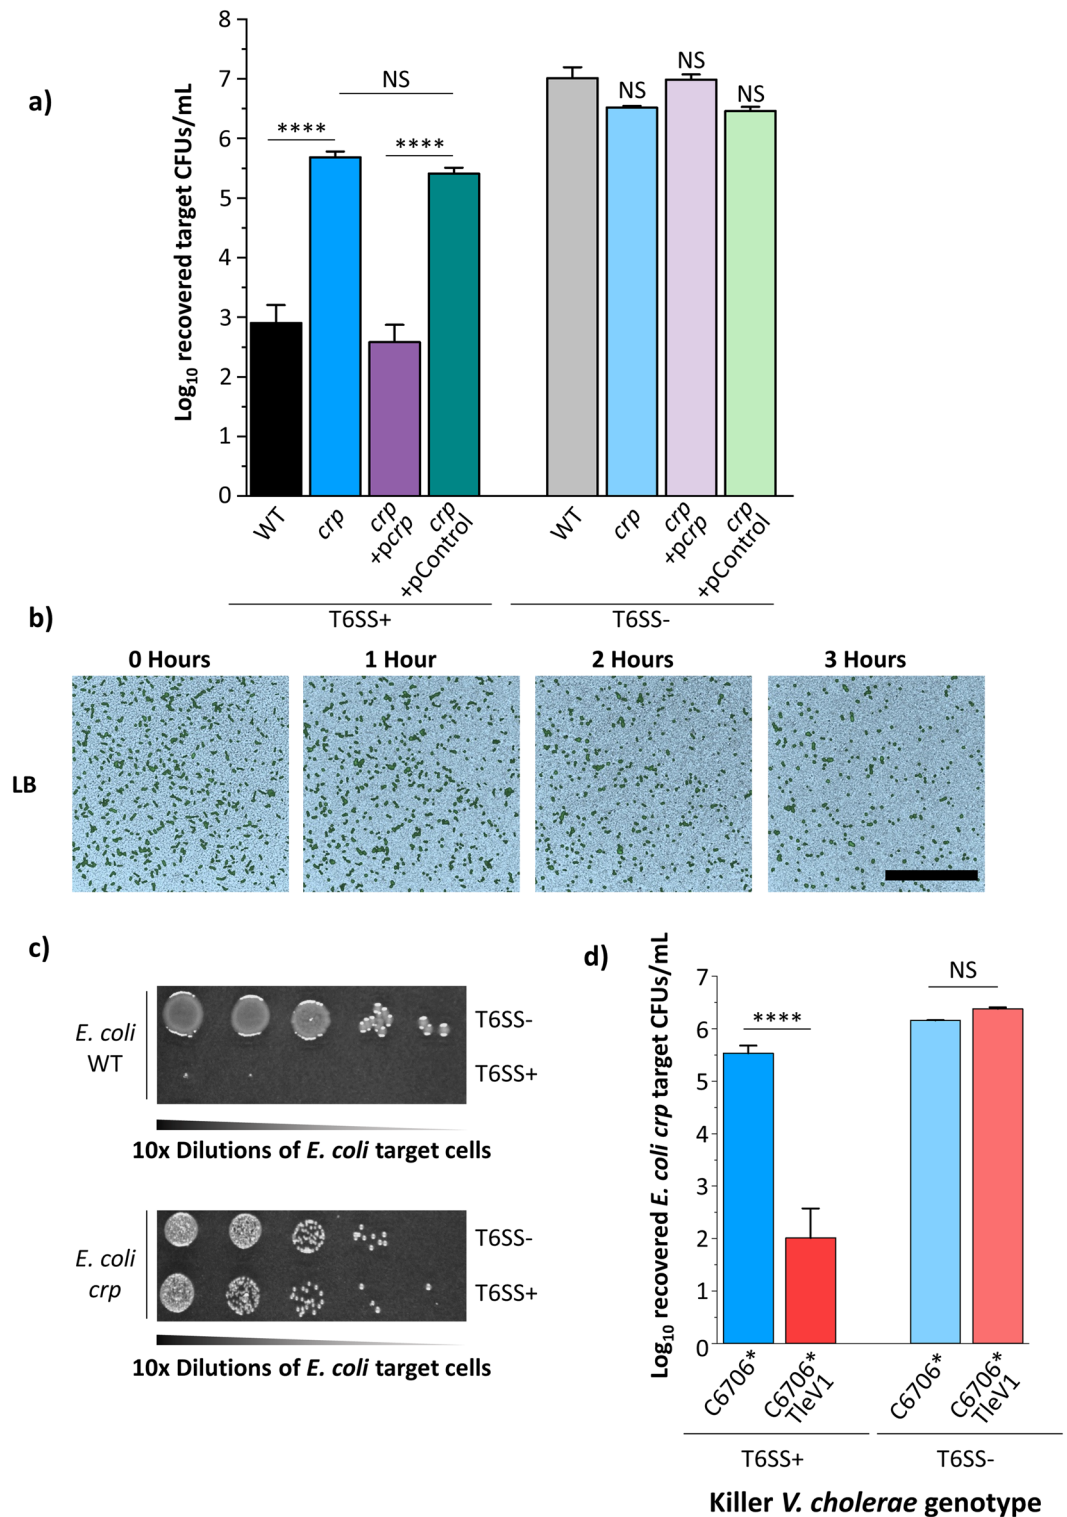 a)
Log10 recovered target CFUs/mL
8
7
6
5
4
3
2
1
0
****
NS
****
NS
NS
NS
WT
crp
crp
+pcrp
crp
+pControl
WT
crp
crp
+pcrp
crp
+pControl
T6SS+
T6SS-
b)
0 Hours
1 Hour
2 Hours
3 Hours
LB
c)
E. coli
WT
T6SS-
T6SS+
10x Dilutions of E. coli target cells
E. coli
crp
T6SS-
T6SS+
10x Dilutions of E. coli target cells
d)
Log10 recovered E. coli crp target CFUs/mL
7
6
5
4
3
2
1
0
****
NS
C6706*
C6706*
TleV1
C6706*
C6706*
TleV1
T6SS+
T6SS-
Killer V. cholerae genotype